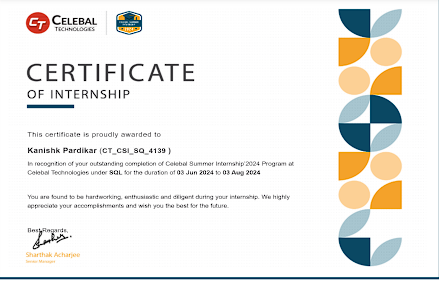 CT CELEBAL
TECHNOLOGIES
CERTIFICATE
OF INTERNSHIP
This certificate is proudly awarded to
Kanishk Pardikar (CT_CSI_SQ_4139 )
In recognition of your outstanding completion of Celebal Summer Internship'2024 Program at
Celebal Technologies under SQL for the duration of 03 Jun 2024 to 03 Aug 2024
You are found to be hardworking, enthusiastic and diligent during your internship. We highly
appreciate your accomplishments and wish you the best for the future.
Best Regards,
Sharthak Acharjee